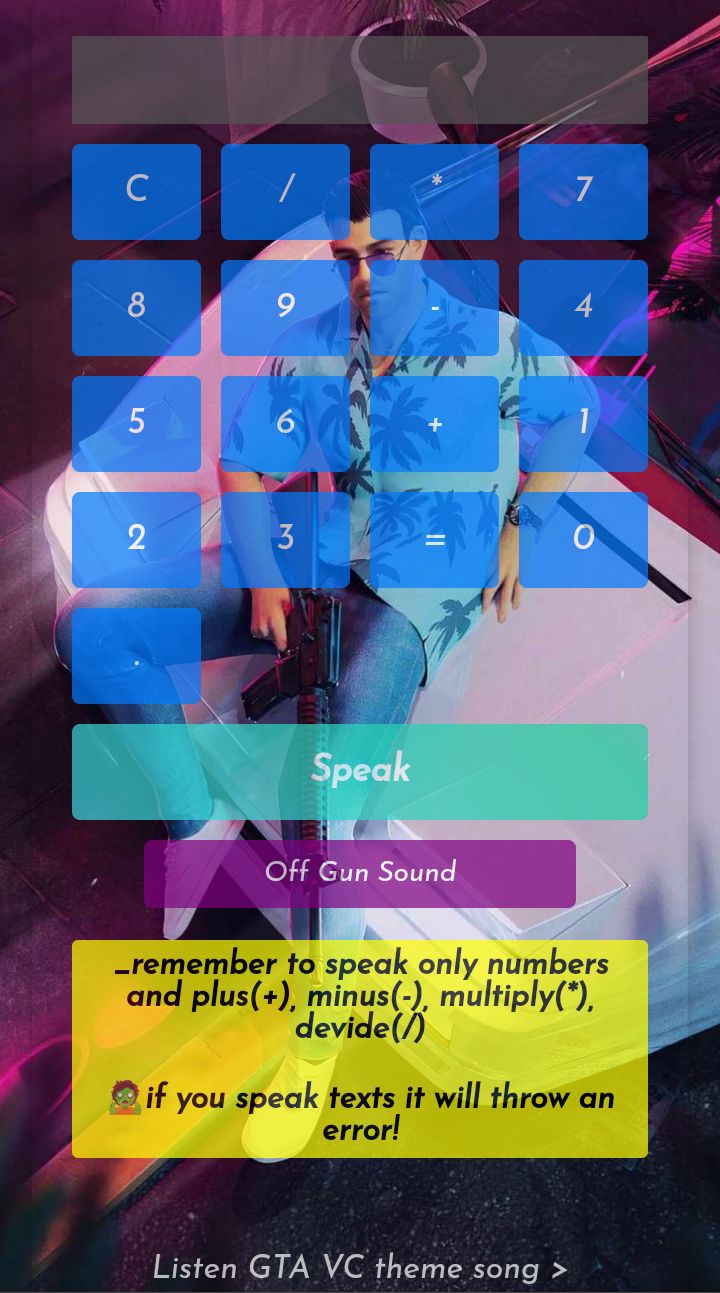 C / * 7
8 9 - 4
5 6 + 1
2 3 = 0
.
Speak
Off Gun Sound
_remember to speak only numbers
and plus(+), minus(-), multiply(*),
devide(/)
🧟if you speak texts it will throw an
error!
Listen GTA VC theme song >